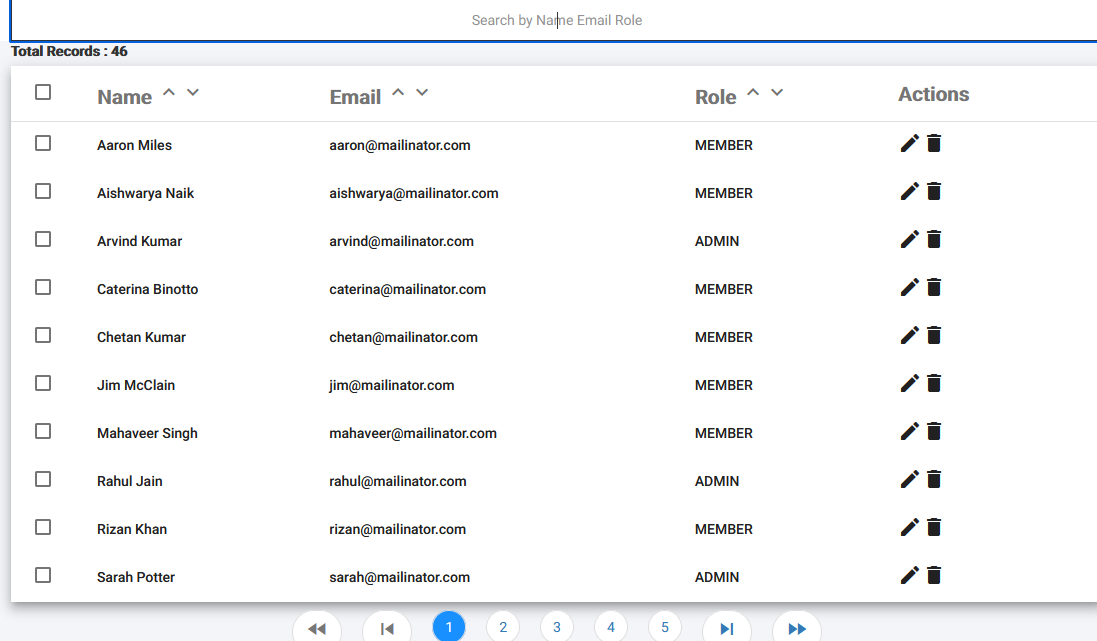 Search by Name Email Role
Total Records : 46
Name Email Role Actions
Aaron Miles aaron@mailinator.com MEMBER
Aishwarya Naik aishwarya@mailinator.com MEMBER
Arvind Kumar arvind@mailinator.com ADMIN
Caterina Binotto caterina@mailinator.com MEMBER
Chetan Kumar chetan@mailinator.com MEMBER
Jim McClain jim@mailinator.com MEMBER
Mahaveer Singh mahaveer@mailinator.com MEMBER
Rahul Jain rahul@mailinator.com ADMIN
Rizan Khan rizan@mailinator.com MEMBER
Sarah Potter sarah@mailinator.com ADMIN
1 2 3 4 5